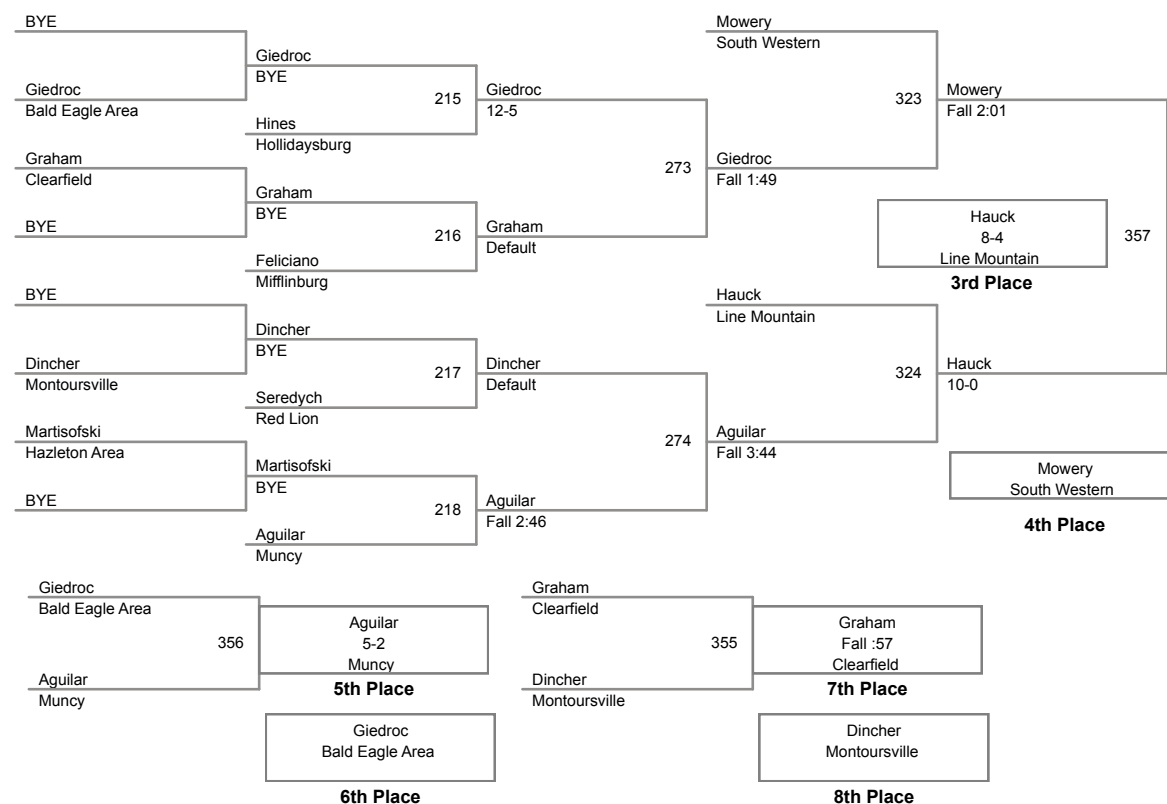 BYE
Giedroc
Bald Eagle Area
Graham
Clearfield
BYE
BYE
Dincher
Montoursville
Martisofski
Hazleton Area
BYE
Giedroc
BYE
215
Hines
Hollidaysburg
Graham
BYE
216
Feliciano
Mifflinburg
Dincher
BYE
217
Seredych
Red Lion
Martisofski
BYE
218
Aguilar
Muncy
Giedroc
12-5
273
Graham
Default
Dincher
Default
274
Aguilar
Fall 2:46
Mowery
South Western
323
Giedroc
Fall 1:49
Hauck
Line Mountain
324
Aguilar
Fall 3:44
Mowery
Fall 2:01
357
Hauck
10-0
Hauck
8-4
Line Mountain
3rd Place
Mowery
South Western
4th Place
Giedroc
Bald Eagle Area
356
Aguilar
Muncy
Aguilar
5-2
Muncy
5th Place
Giedroc
Bald Eagle Area
6th Place
Graham
Clearfield
355
Dincher
Montoursville
Graham
Fall :57
Clearfield
7th Place
Dincher
Montoursville
8th Place